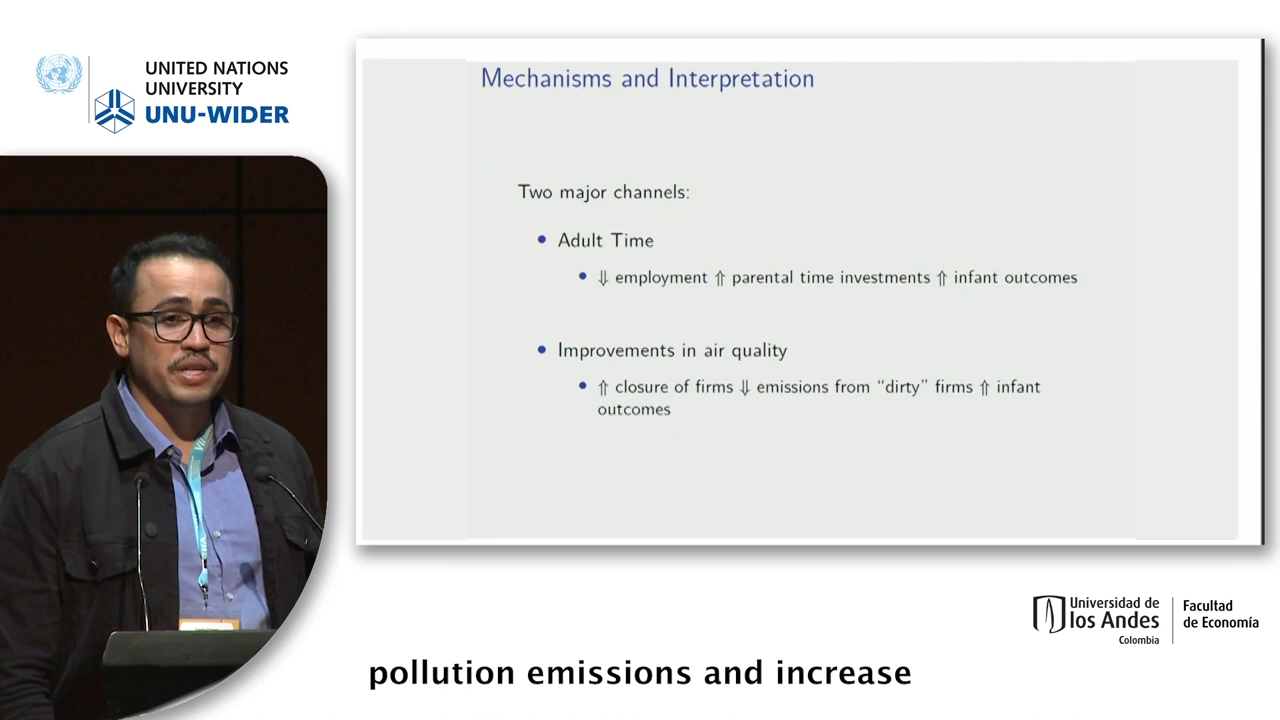 UNITED NATIONS
UNIVERSITY
UNU-WIDER
Mechanisms and Interpretation
Two major channels:
• Adult Time
• ⇓ employment ⇑ parental time investments ⇑ infant outcomes
• Improvements in air quality
• ⇑ closure of firms ⇓ emissions from “dirty” firms ⇑ infant
outcomes
Universidad de
los Andes
Colombia
Facultad
de Economía
pollution emissions and increase